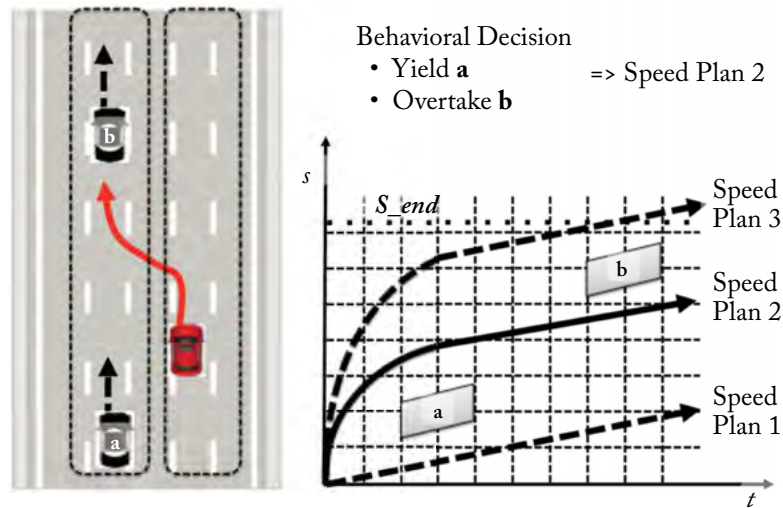 Behavioral Decision
• Yield a
• Overtake b
=> Speed Plan 2
b
a
s
S_end
Speed
Plan 3
b
Speed
Plan 2
a
Speed
Plan 1
t